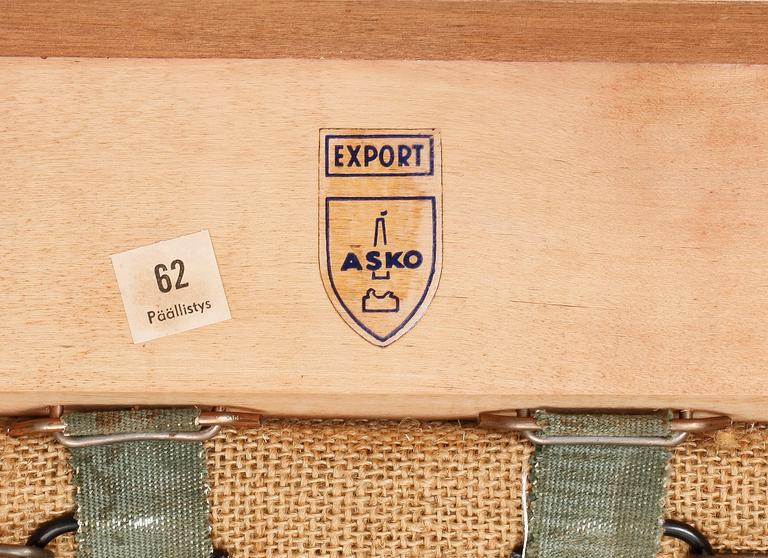 EXPORT
ASKO
62
Päällistys